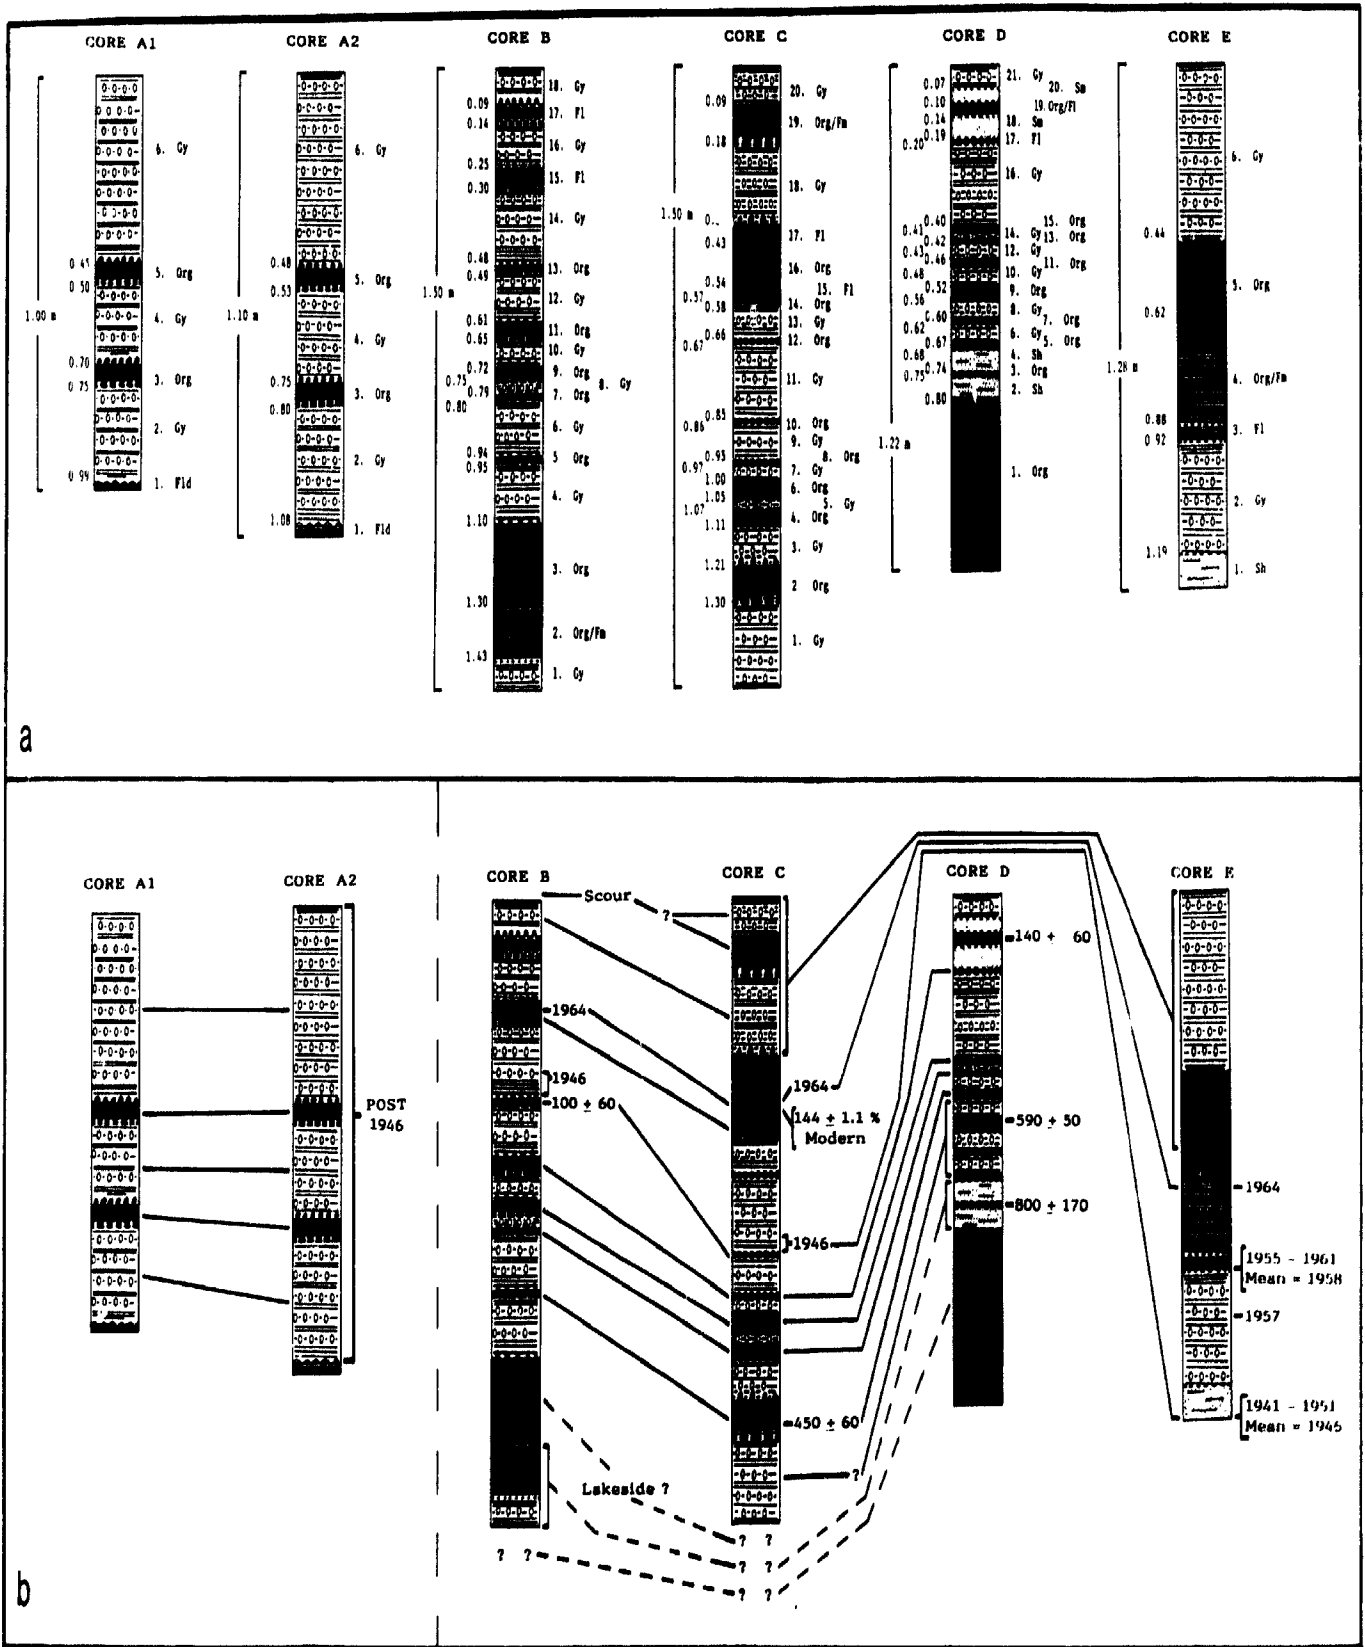 CORE A1
0.45
0.50
0.70
0.75
0.99
1.00 m
6. Gy
5. Org
4. Gy
3. Org
2. Gy
1. Fld
CORE A2
0.48
0.53
0.75
0.80
1.08
1.10 m
6. Gy
5. Org
4. Gy
3. Org
2. Gy
1. Fld
CORE B
0.09
0.14
0.25
0.30
0.48
0.49
0.61
0.65
0.72
0.75
0.79
0.80
0.94
0.95
1.10
1.30
1.43
1.50 m
18. Gy
17. Fl
16. Gy
15. Fl
14. Gy
13. Org
12. Gy
11. Org
10. Gy
9. Org
8. Gy
7. Org
6. Gy
5 Org
4. Gy
3. Org
2. Org/Fm
1. Gy
CORE C
0.09
0.18
0.43
0.54
0.57
0.58
0.66
0.67
0.85
0.86
0.95
0.97
1.00
1.05
1.07
1.11
1.21
1.30
1.50 m
20. Gy
19. Org/Fm
18. Gy
17. Fl
16. Org
15. Fl
14. Org
13. Gy
12. Org
11. Gy
10. Org
9. Gy
8. Org
7. Gy
6. Org
5. Gy
4. Org
3. Gy
2 Org
1. Gy
CORE D
0.07
0.10
0.14
0.19
0.20
0.40
0.41
0.42
0.43
0.46
0.48
0.52
0.56
0.60
0.62
0.67
0.68
0.74
0.75
0.80
1.22 m
21. Gy
20. Sm
19. Org/Fl
18. Sm
17. Fl
16. Gy
15. Org
14. Gy
13. Org
12. Gy
11. Org
10. Gy
9. Org
8. Gy
7. Org
6. Gy
5. Org
4. Sh
3. Org
2. Sh
1. Org
CORE E
0.44
0.62
0.88
0.92
1.19
1.28 m
6. Gy
5. Org
4. Org/Fm
3. Fl
2. Gy
1. Sh
a
CORE A1
CORE A2
POST
1946
CORE B
Scour
?
1964
1946
100 ± 60
Lakeside ?
? ?
CORE C
1964
144 ± 1.1 %
Modern
1946
450 ± 60
?
? ?
? ?
? ?
CORE D
140 ± 60
590 ± 50
800 ± 170
CORE E
1964
1955 - 1961
Mean = 1958
1957
1941 - 1951
Mean = 1946
b